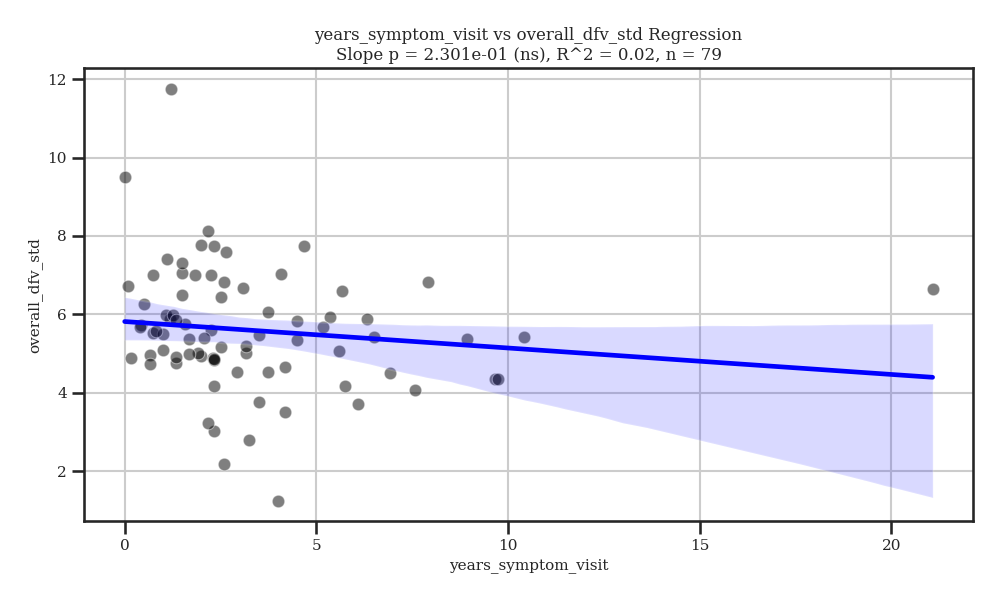 years_symptom_visit vs overall_dfv_std Regression
Slope p = 2.301e-01 (ns), R^2 = 0.02, n = 79
overall_dfv_std
12
10
8
6
4
2
0
5
10
15
20
years_symptom_visit